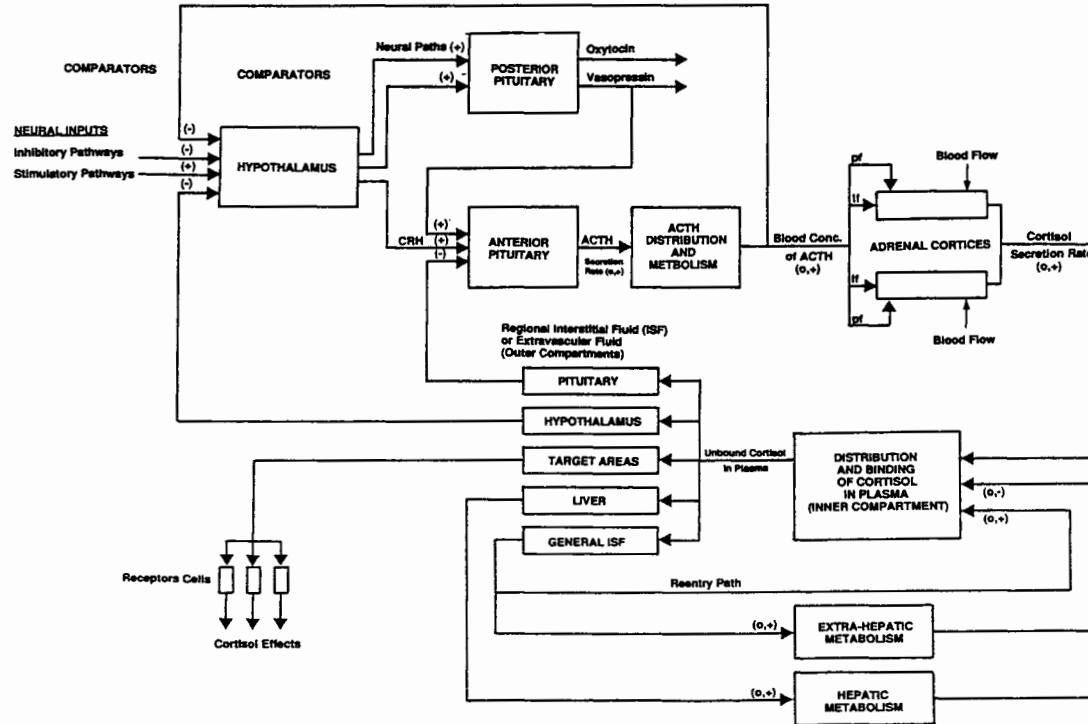 COMPARATORS
COMPARATORS
NEURAL INPUTS
Inhibitory Pathways
Stimulatory Pathways
(-)
(-)
(+)
(-)
HYPOTHALAMUS
Neural Paths (+)
(+)
POSTERIOR
PITUITARY
Oxytocin
Vasopressin
CRH
(+)
(+)
(-)
ANTERIOR
PITUITARY
ACTH
Secretion
Rate (o,+)
ACTH
DISTRIBUTION
AND
METBOLISM
Blood Conc.
of ACTH
(o,+)
pf
ff
ff
pf
Blood Flow
ADRENAL CORTICES
Blood Flow
Cortisol
Secretion Rate
(o,+)
Regional Interstitial Fluid (ISF)
or Extravascular Fluid
(Outer Compartments)
PITUITARY
HYPOTHALAMUS
TARGET AREAS
LIVER
GENERAL ISF
Unbound Cortisol
in Plasma
DISTRIBUTION
AND BINDING
OF CORTISOL
IN PLASMA
(INNER COMPARTMENT)
(o,-)
(o,+)
Receptors Cells
Cortisol Effects
Reentry Path
(o,+)
EXTRA-HEPATIC
METABOLISM
(o,+)
HEPATIC
METABOLISM